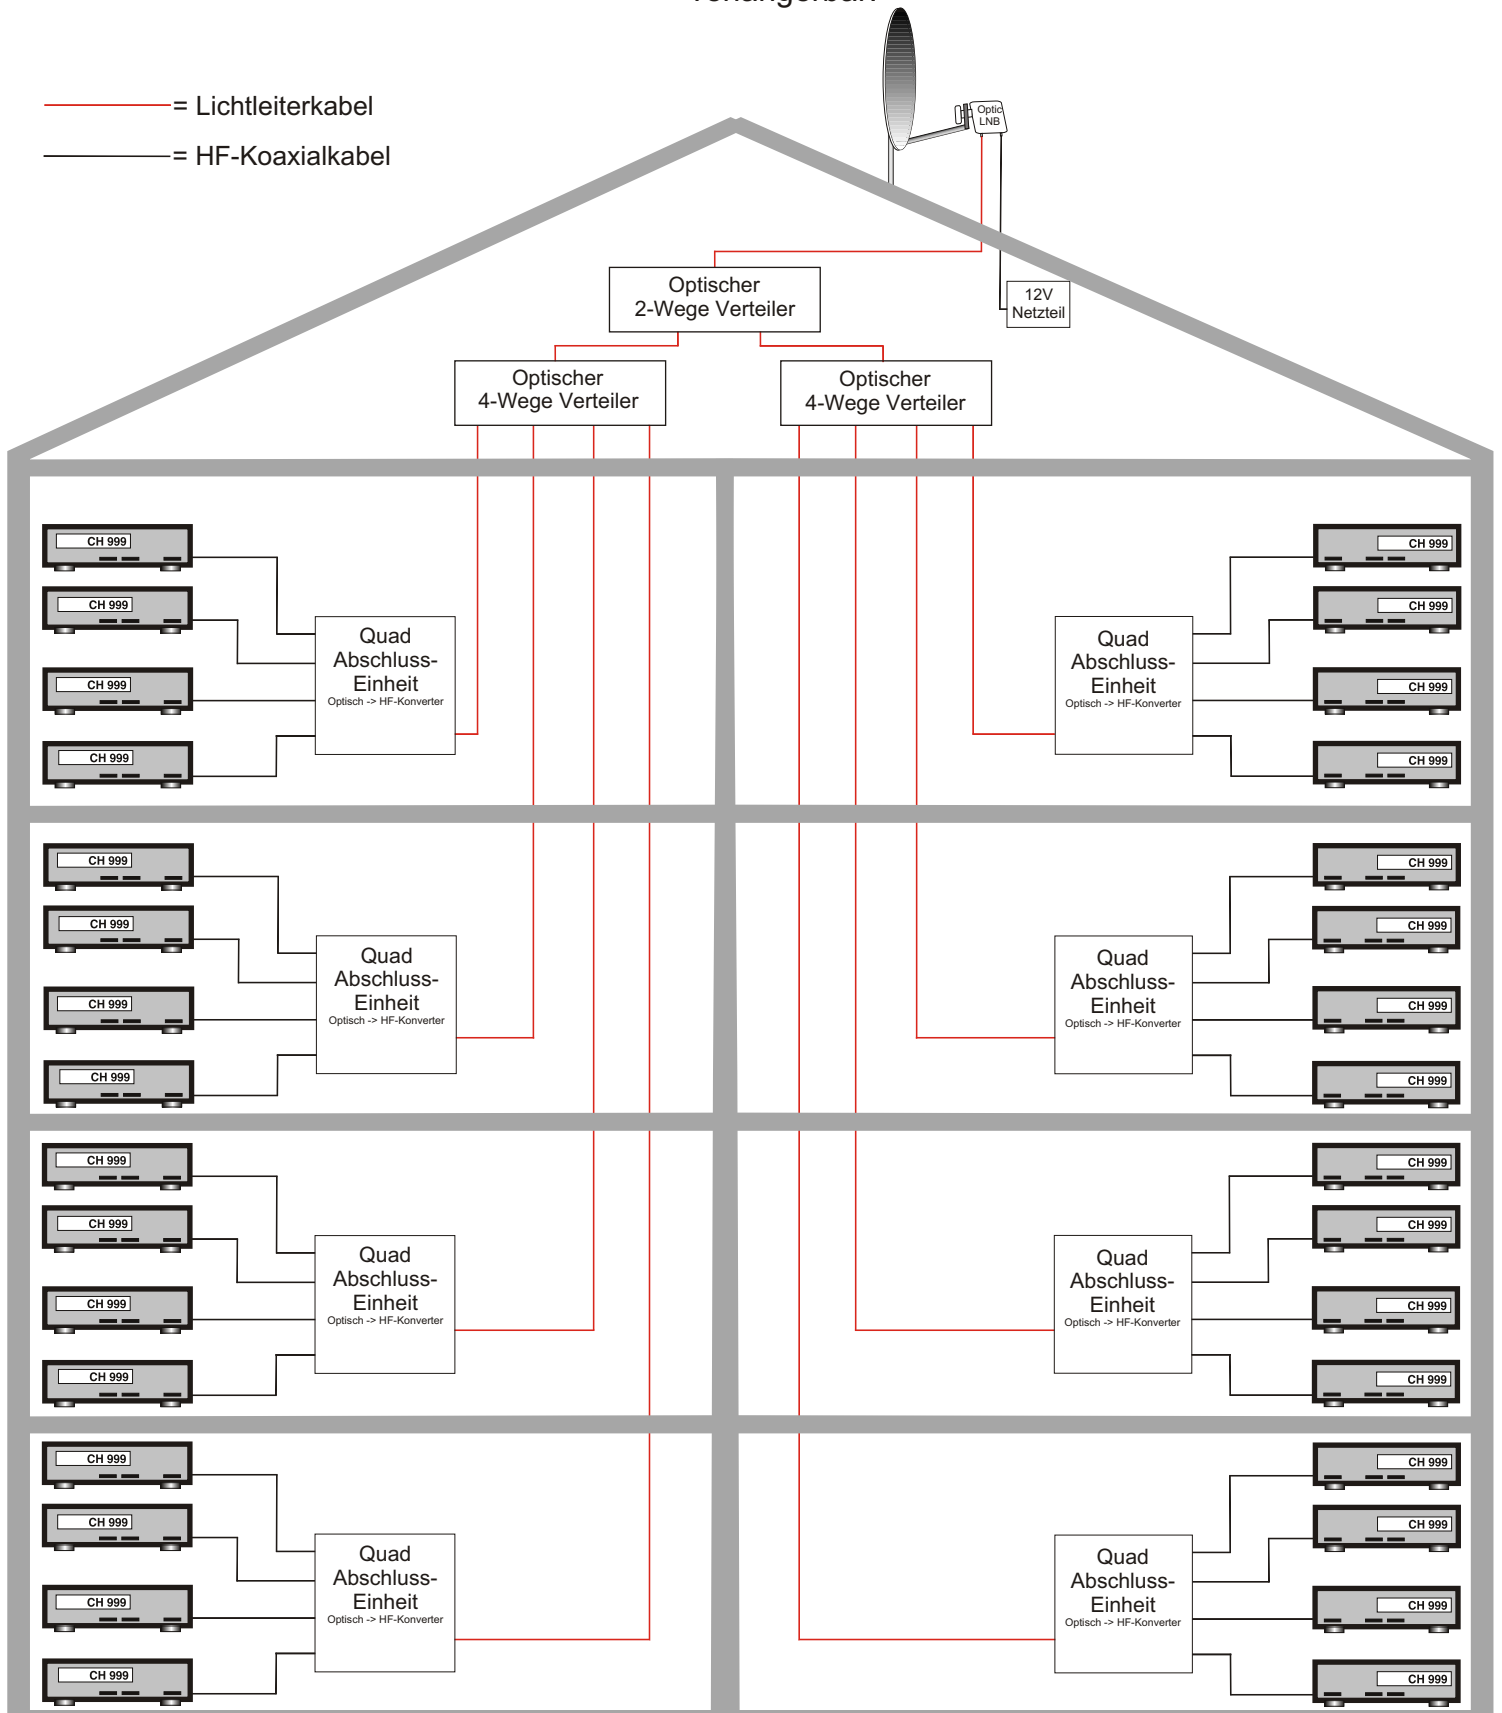 = Lichtleiterkabel
= HF-Koaxialkabel
Optic
LNB
12V
Netzteil
Optischer
2-Wege Verteiler
Optischer
4-Wege Verteiler
Optischer
4-Wege Verteiler
CH 999
CH 999
CH 999
CH 999
Quad
Abschluss-
Einheit
Optisch -> HF-Konverter
Quad
Abschluss-
Einheit
Optisch -> HF-Konverter
CH 999
CH 999
CH 999
CH 999
CH 999
CH 999
CH 999
CH 999
Quad
Abschluss-
Einheit
Optisch -> HF-Konverter
Quad
Abschluss-
Einheit
Optisch -> HF-Konverter
CH 999
CH 999
CH 999
CH 999
CH 999
CH 999
CH 999
CH 999
Quad
Abschluss-
Einheit
Optisch -> HF-Konverter
Quad
Abschluss-
Einheit
Optisch -> HF-Konverter
CH 999
CH 999
CH 999
CH 999
CH 999
CH 999
CH 999
CH 999
Quad
Abschluss-
Einheit
Optisch -> HF-Konverter
Quad
Abschluss-
Einheit
Optisch -> HF-Konverter
CH 999
CH 999
CH 999
CH 999